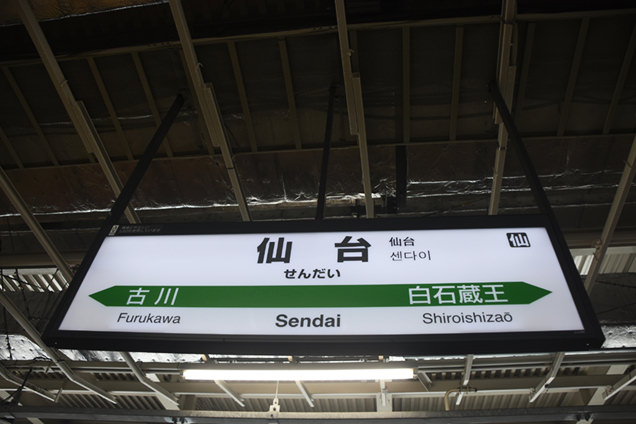 仙台 仙台
센다이
仙
せんだい
古川 白石蔵王
Furukawa Sendai Shiroishizaō